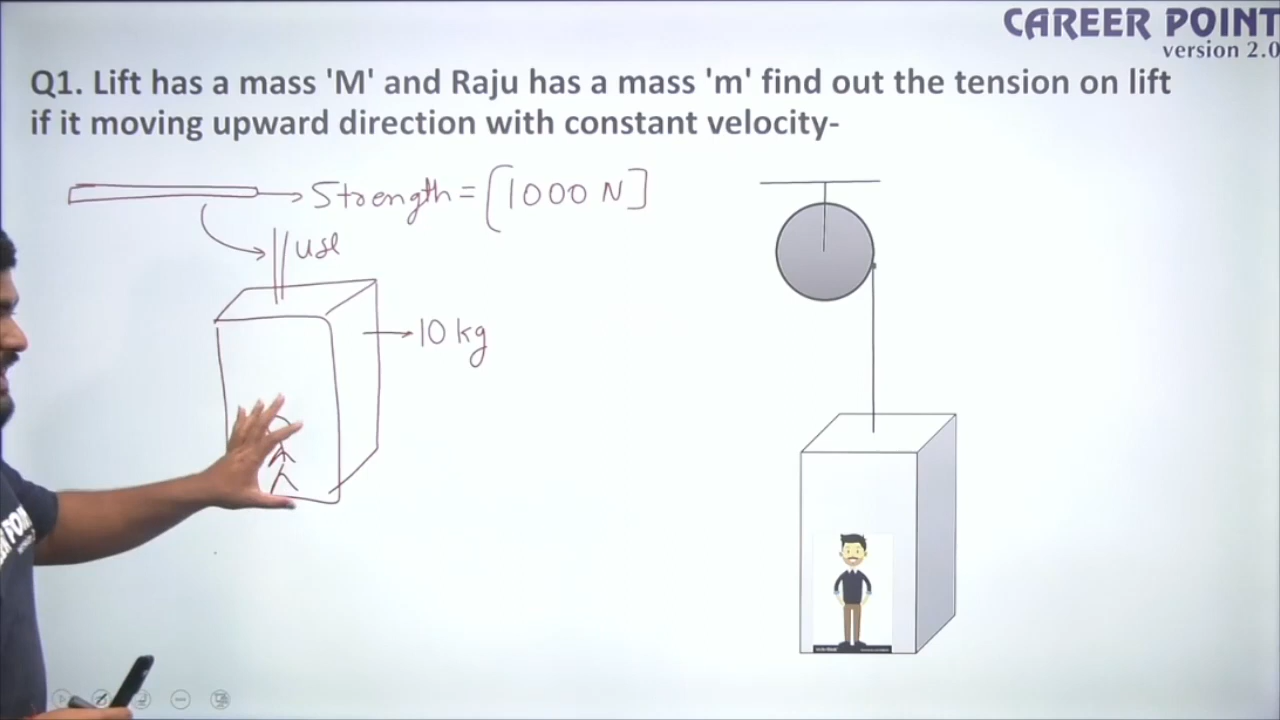 CAREER POINT
version 2.0
Q1. Lift has a mass 'M' and Raju has a mass 'm' find out the tension on lift
if it moving upward direction with constant velocity-
Strength = [1000 N]
use
10 kg